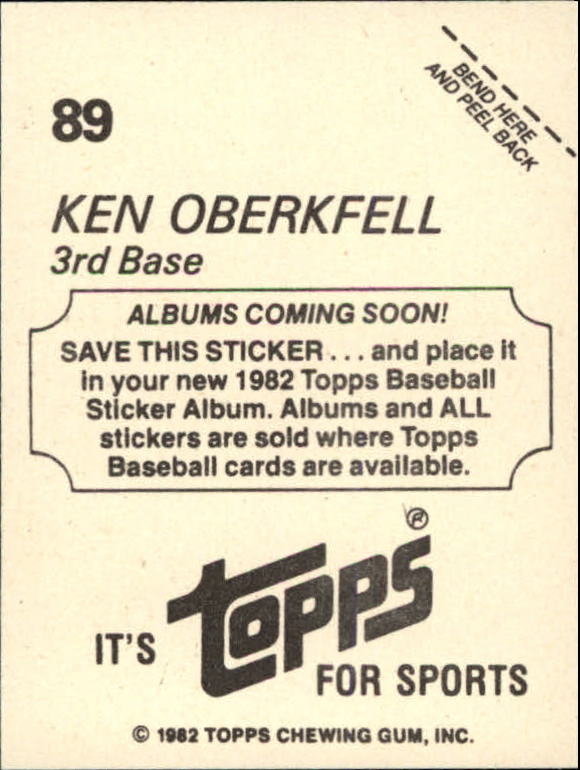 BEND HERE
AND PEEL BACK
89
KEN OBERKFELL
3rd Base
ALBUMS COMING SOON!
SAVE THIS STICKER... and place it
in your new 1982 Topps Baseball
Sticker Album. Albums and ALL
stickers are sold where Topps
Baseball cards are available.
IT'S topps®
FOR SPORTS
© 1982 TOPPS CHEWING GUM, INC.